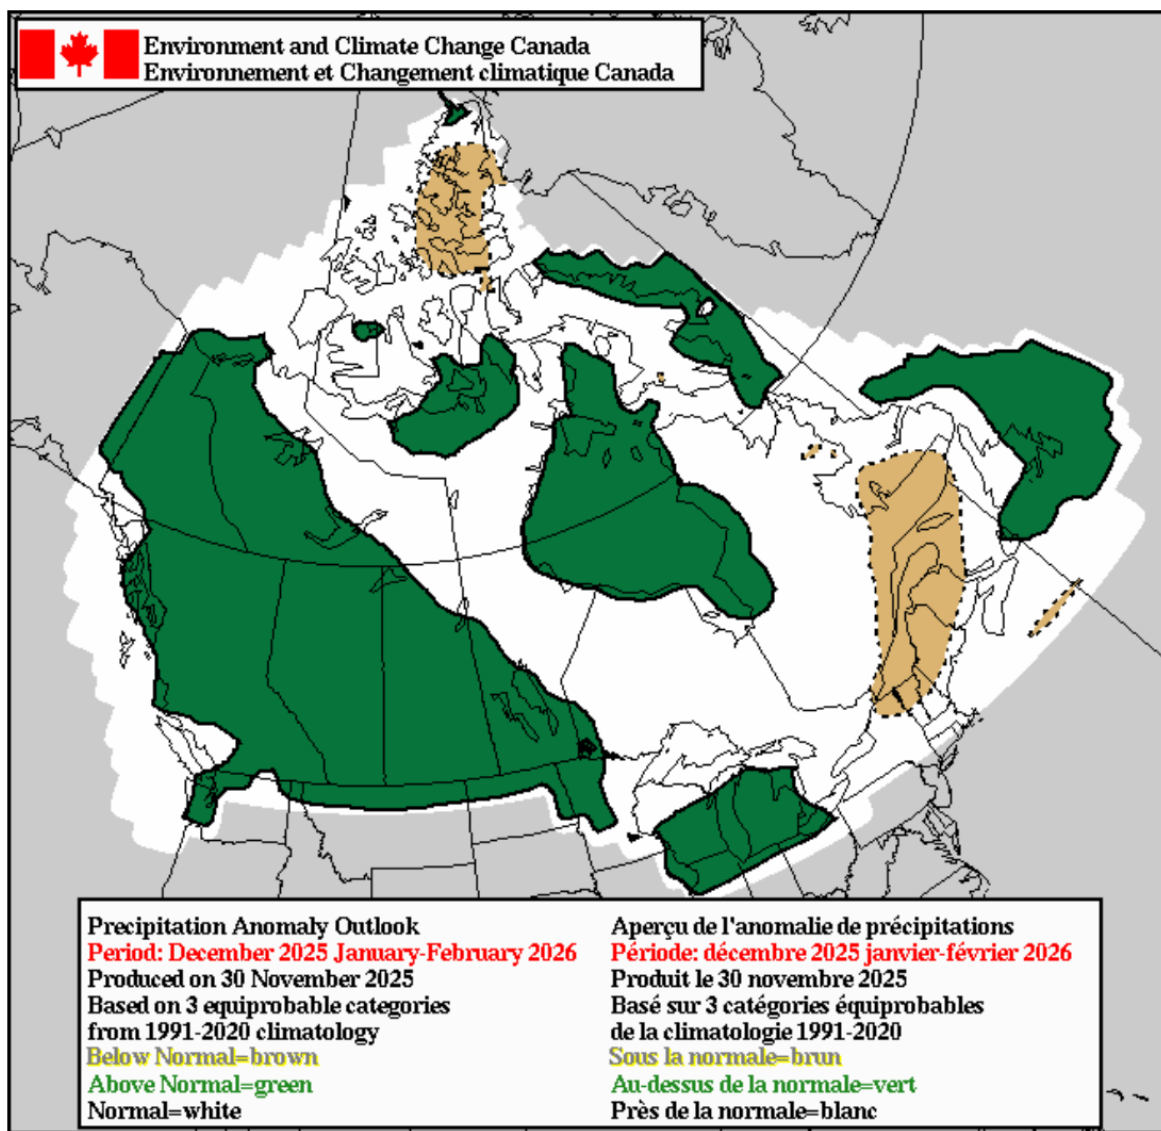 Environment and Climate Change Canada
Environnement et Changement climatique Canada
Precipitation Anomaly Outlook
Period: December 2025 January-February 2026
Produced on 30 November 2025
Based on 3 equiprobable categories
from 1991-2020 climatology
Below Normal=brown
Above Normal=green
Normal=white
Aperçu de l'anomalie de précipitations
Période: décembre 2025 janvier-février 2026
Produit le 30 novembre 2025
Basé sur 3 catégories équiprobables
de la climatologie 1991-2020
Sous la normale=brun
Au-dessus de la normale=vert
Près de la normale=blanc